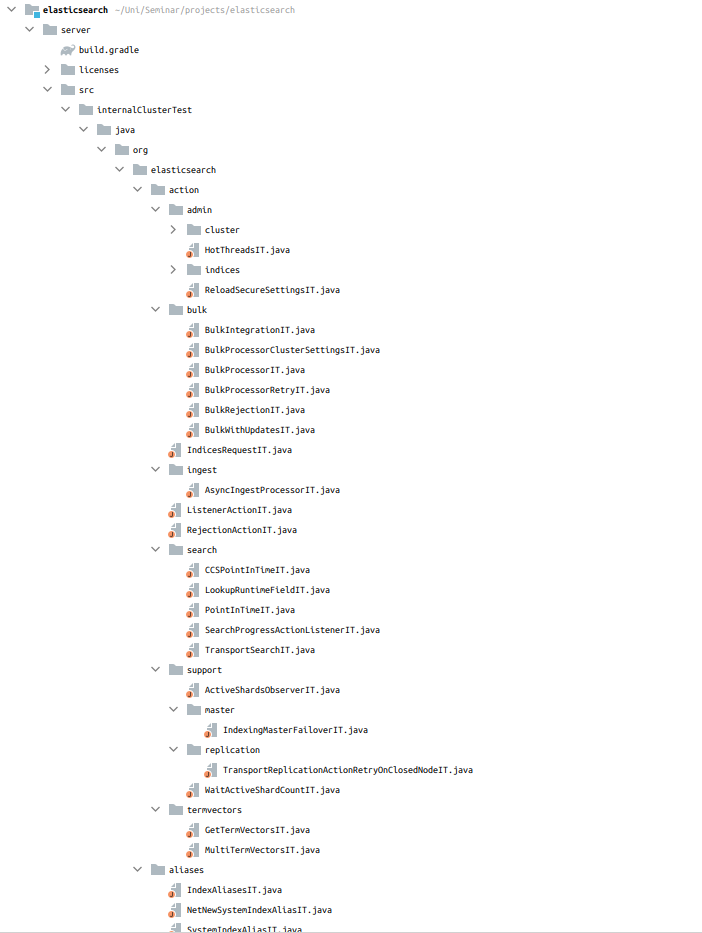 elasticsearch ~/Uni/Seminar/projects/elasticsearch
server
build.gradle
licenses
src
internalClusterTest
java
org
elasticsearch
action
admin
cluster
HotThreadsIT.java
indices
ReloadSecureSettingsIT.java
bulk
BulkIntegrationIT.java
BulkProcessorClusterSettingsIT.java
BulkProcessorIT.java
BulkProcessorRetryIT.java
BulkRejectionIT.java
BulkWithUpdatesIT.java
IndicesRequestIT.java
ingest
AsyncIngestProcessorIT.java
ListenerActionIT.java
RejectionActionIT.java
search
CCSPointInTimeIT.java
LookupRuntimeFieldIT.java
PointInTimeIT.java
SearchProgressActionListenerIT.java
TransportSearchIT.java
support
ActiveShardsObserverIT.java
master
IndexingMasterFailoverIT.java
replication
TransportReplicationActionRetryOnClosedNodeIT.java
WaitActiveShardCountIT.java
termvectors
GetTermVectorsIT.java
MultiTermVectorsIT.java
aliases
IndexAliasesIT.java
NetNewSystemIndexAliasIT.java
SystemIndexAliasIT.java